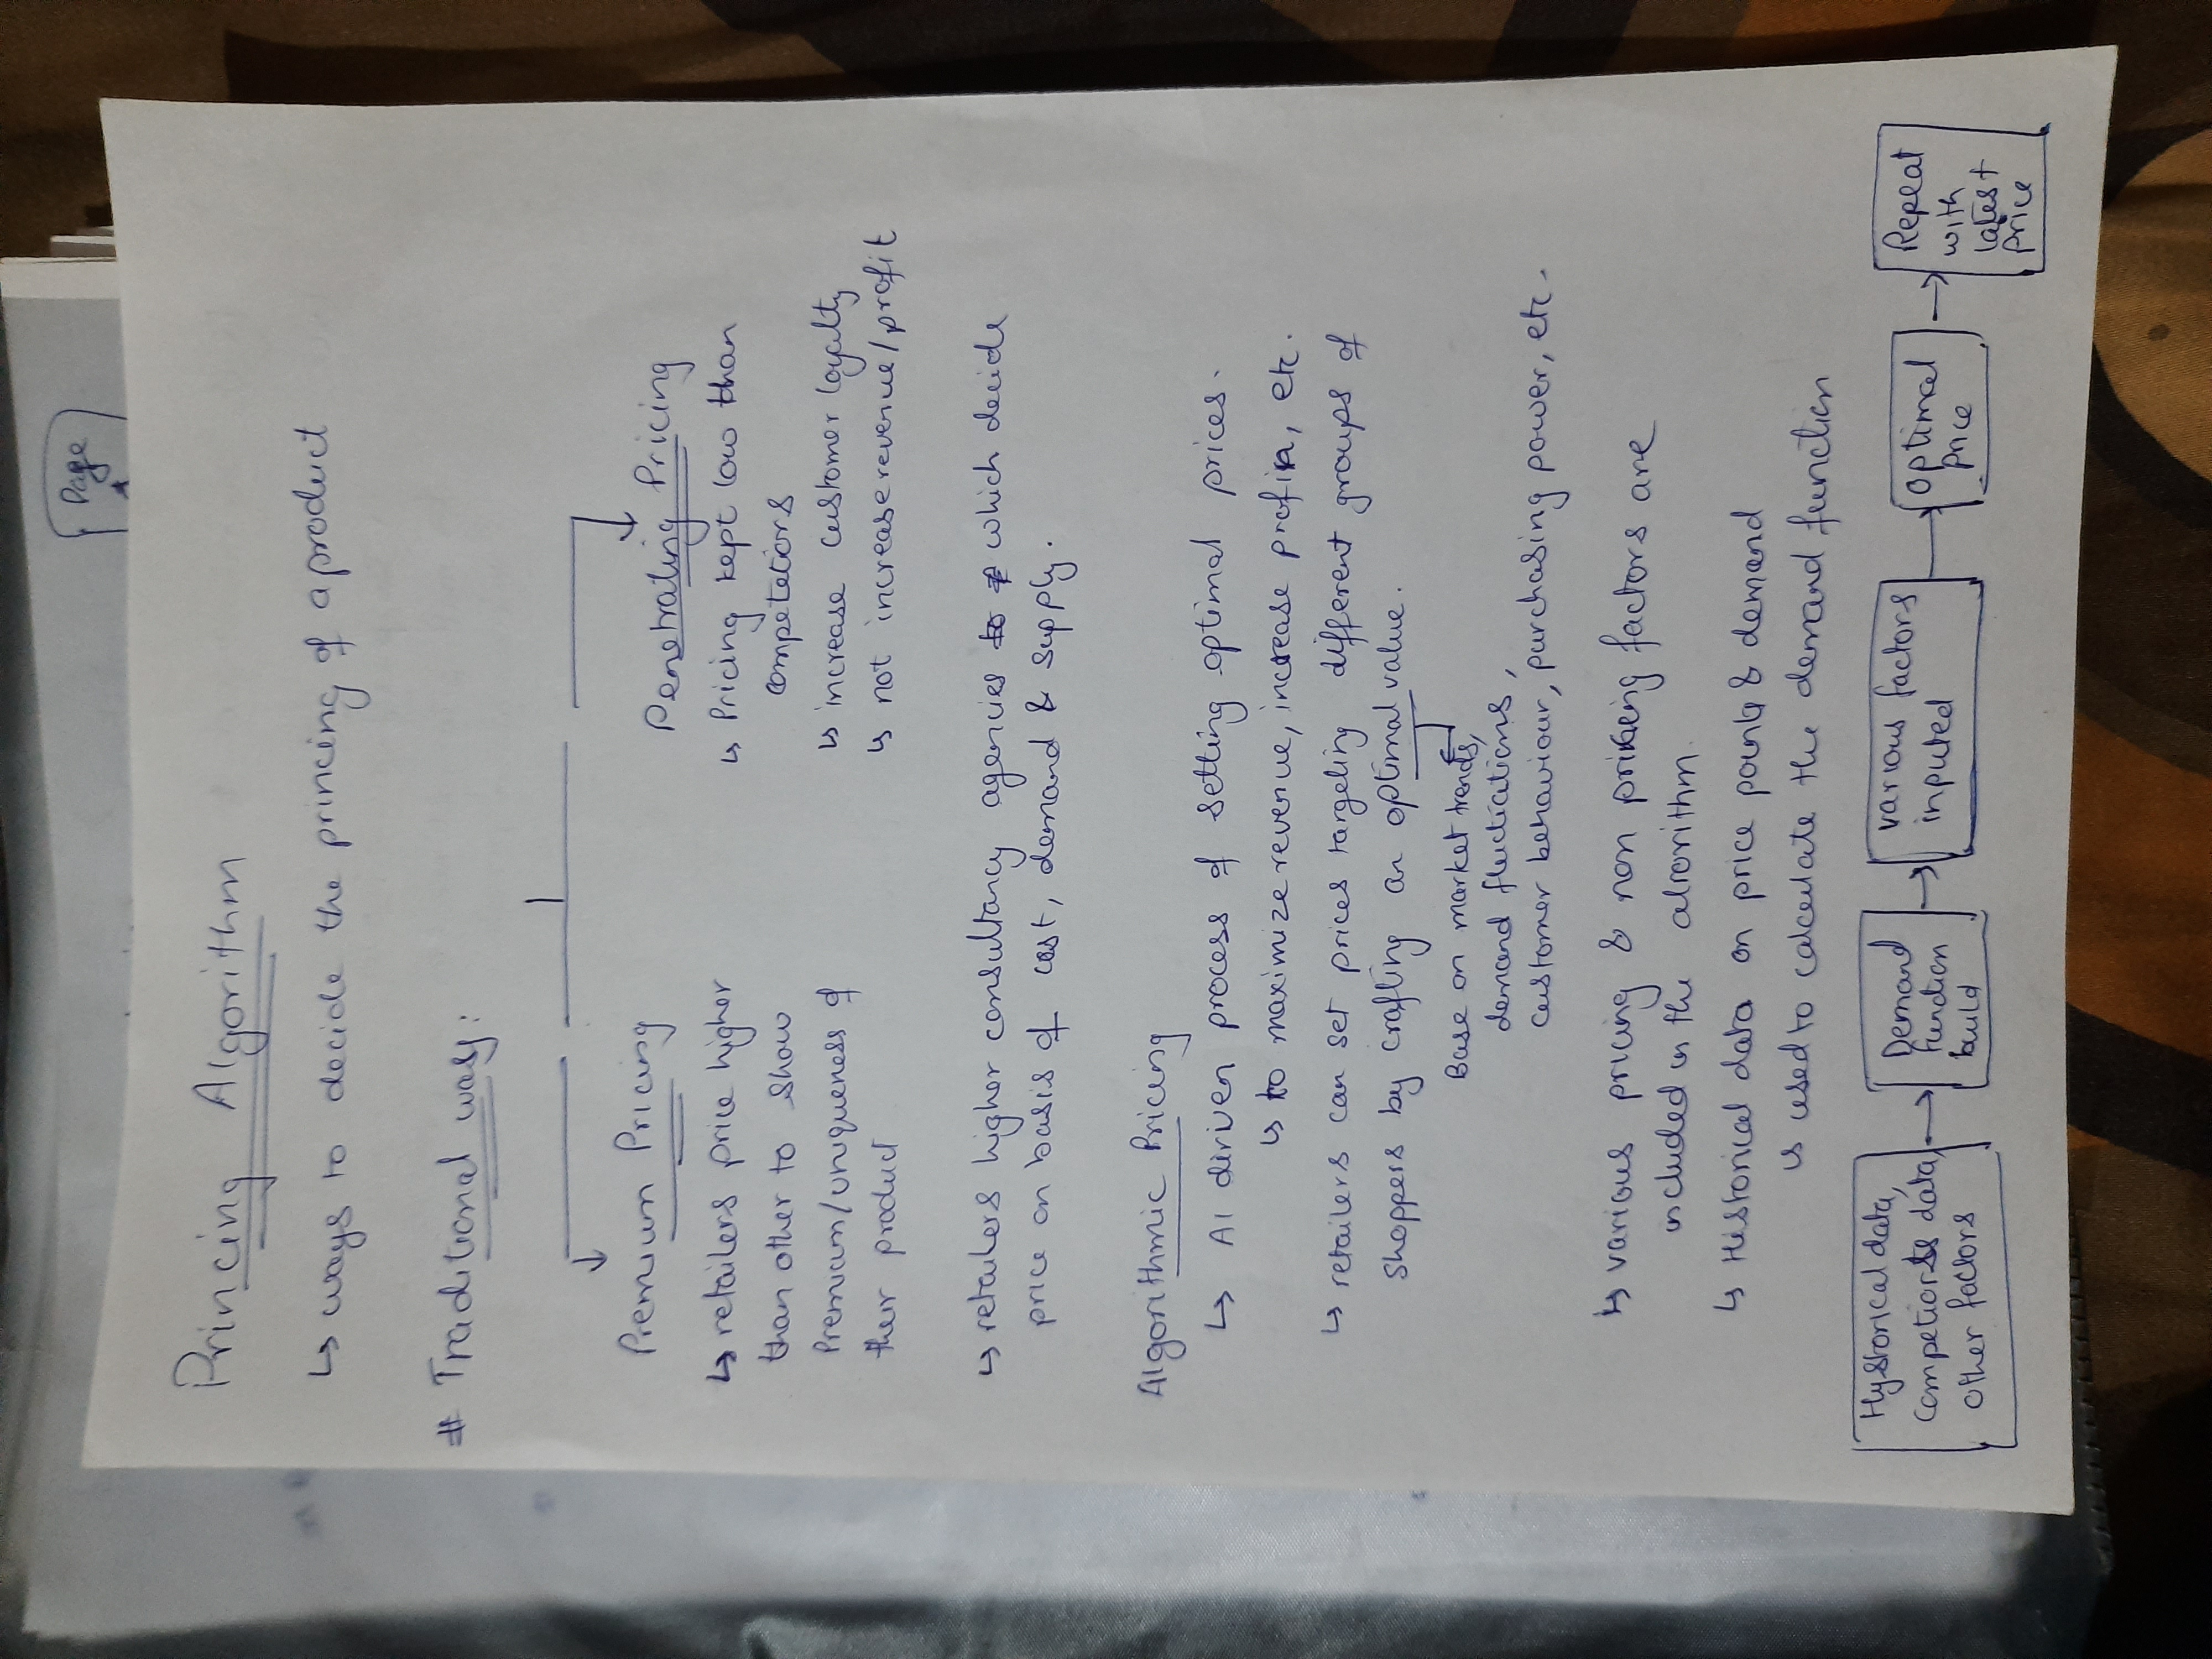 Page
Princing Algorithm
↳ ways to decide the princing of a product
# Traditional ways:
Premium Pricing
↳ retailers price higher
than other to show
Premium/uniqueness of
their product
Penetrating Pricing
↳ Pricing kept low than
competetiors
↳ increase customer loyalty
↳ not increase revenue/profit
↳ retailers higher consultancy agencies which decide
price on basis of cost, demand & supply.
Algorithmic Pricing
↳ AI diriven process of setting optimal prices.
↳ to maximize revenue, increase profin, etc.
↳ retailers can set prices targeting different groups of
shoppers by crafting an optimal value.
Base on market trends,
demand fluctiations,
customer behaviour, purchasing power, etc.
↳ various pricing & non pricing factors are
included in the alrorithm.
↳ Historical data on price points & demand
↳ used to calculate the demand function
Hystorical data,
competiorsts data,
other factors
Demand
function
build
various factors
inputed
optimal
price
Repeat
with
latest
price